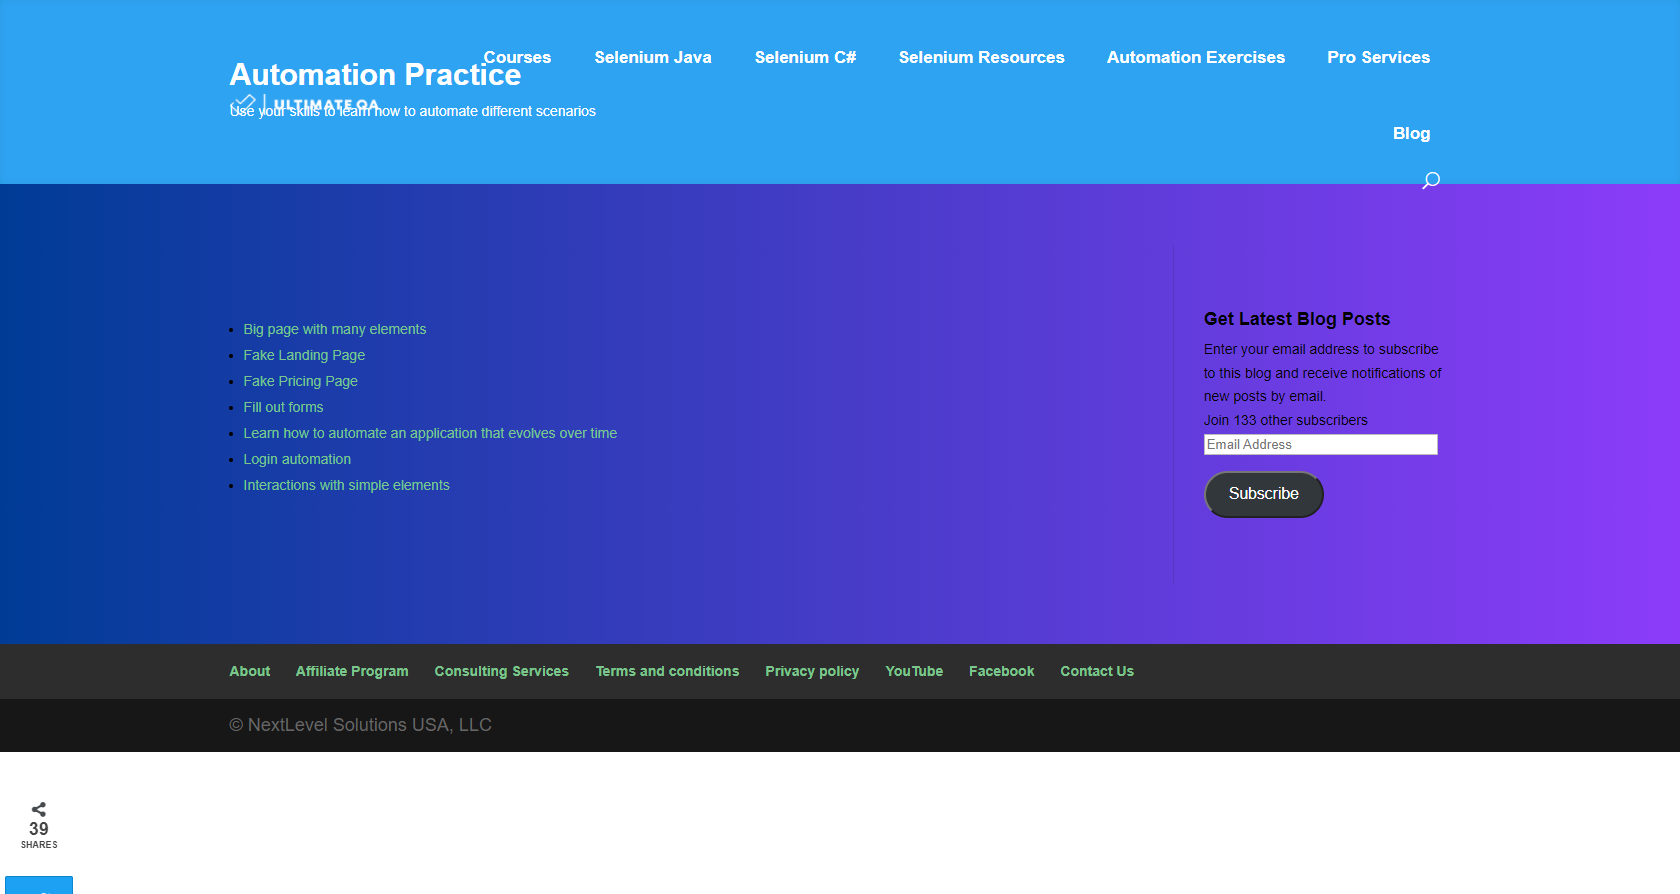 Courses Selenium Java Selenium C# Selenium Resources Automation Exercises Pro Services
Automation Practice
ULTIMATE QA
Use your skills to learn how to automate different scenarios
Blog
Big page with many elements
Fake Landing Page
Fake Pricing Page
Fill out forms
Learn how to automate an application that evolves over time
Login automation
Interactions with simple elements
Get Latest Blog Posts
Enter your email address to subscribe
to this blog and receive notifications of
new posts by email.
Join 133 other subscribers
Email Address
Subscribe
About Affiliate Program Consulting Services Terms and conditions Privacy policy YouTube Facebook Contact Us
© NextLevel Solutions USA, LLC
39
SHARES